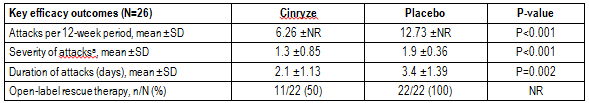 Key efficacy outcomes (N=26) Cinryze Placebo P-value
Attacks per 12-week period, mean ±SD 6.26 ±NR 12.73 ±NR P<0.001
Severity of attacksª, mean ±SD 1.3 ±0.85 1.9 ±0.36 P<0.001
Duration of attacks (days), mean ±SD 2.1 ±1.13 3.4 ±1.39 P=0.002
Open-label rescue therapy, n/N (%) 11/22 (50) 22/22 (100) NR